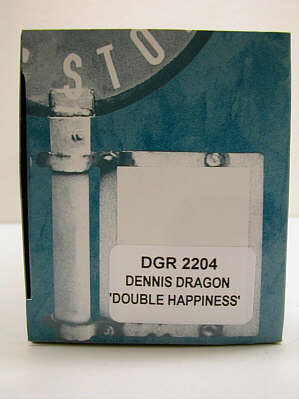 STO
DGR 2204
DENNIS DRAGON
'DOUBLE HAPPINESS'